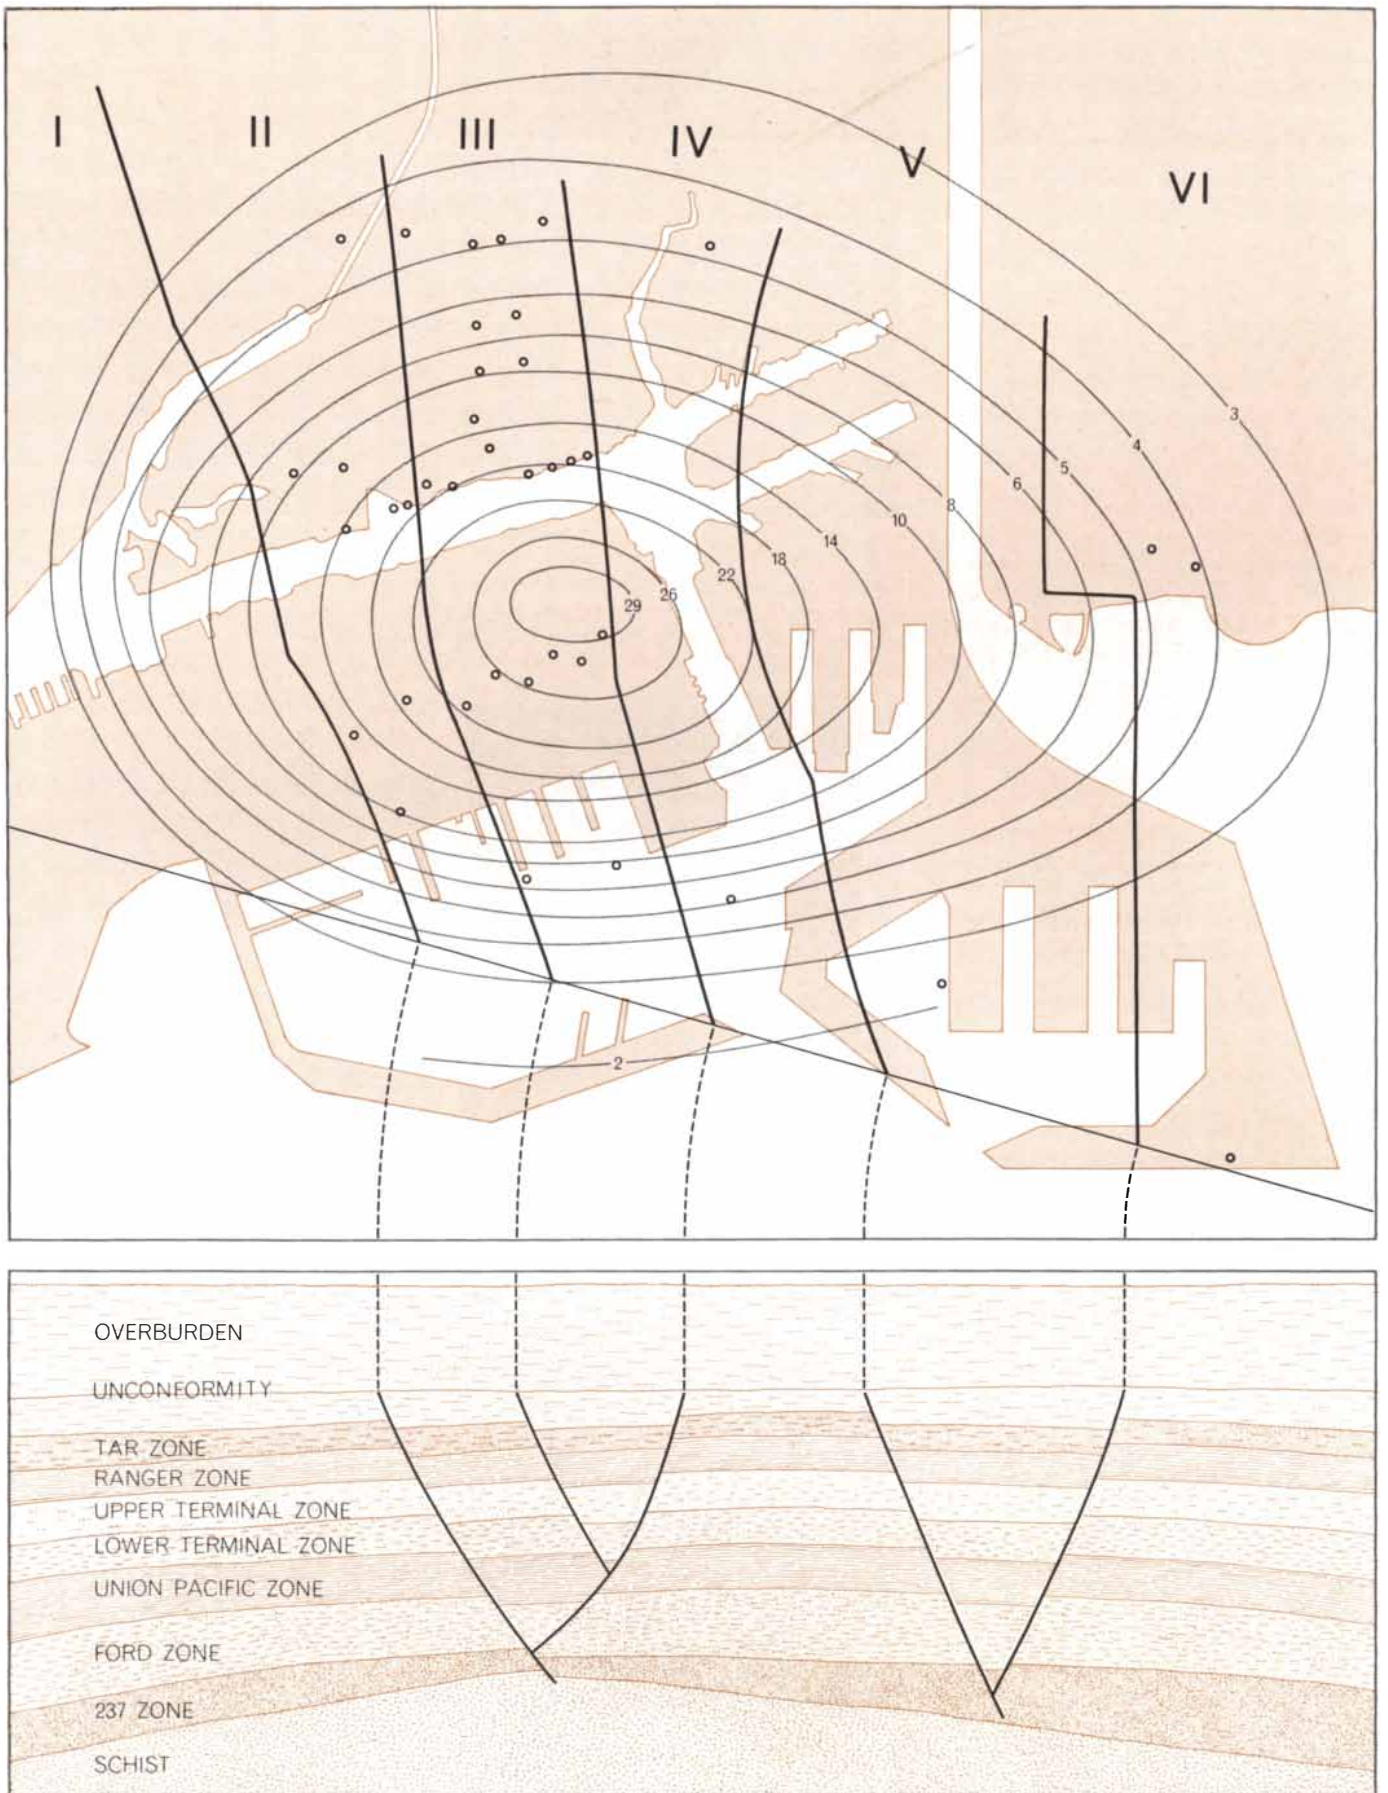 I
II
III
IV
V
VI
3
4
5
6
8
10
14
18
22
26
29
2
OVERBURDEN
UNCONFORMITY
TAR ZONE
RANGER ZONE
UPPER TERMINAL ZONE
LOWER TERMINAL ZONE
UNION PACIFIC ZONE
FORD ZONE
237 ZONE
SCHIST